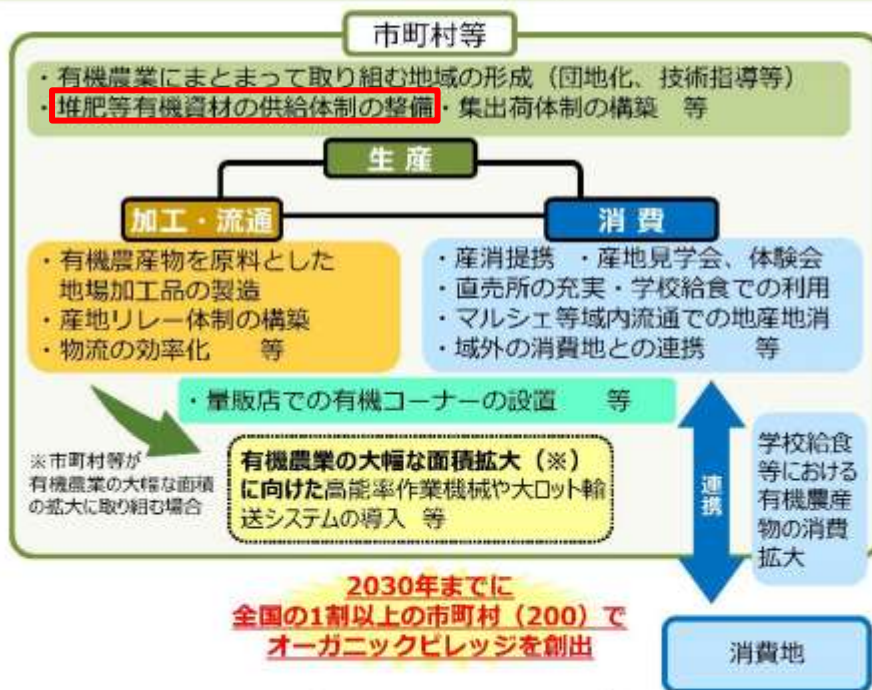 市町村等
・有機農業にまとまって取り組む地域の形成（団地化、技術指導等）
・堆肥等有機資材の供給体制の整備・集出荷体制の構築　等
生産
加工・流通
消費
・有機農産物を原料とした
地場加工品の製造
・産地リレー体制の構築
・物流の効率化　等
・産消提携　・産地見学会、体験会
・直売所の充実・学校給食での利用
・マルシェ等域内流通での地産地消
・域外の消費地との連携　等
・量販店での有機コーナーの設置　等
※市町村等が
有機農業の大幅な面積
の拡大に取り組む場合
有機農業の大幅な面積拡大（※）
に向けた高能率作業機械や大ロット輸
送システムの導入　等
連携
学校給食
等における
有機農産
物の消費
拡大
2030年までに
全国の1割以上の市町村（200）で
オーガニックビレッジを創出
消費地